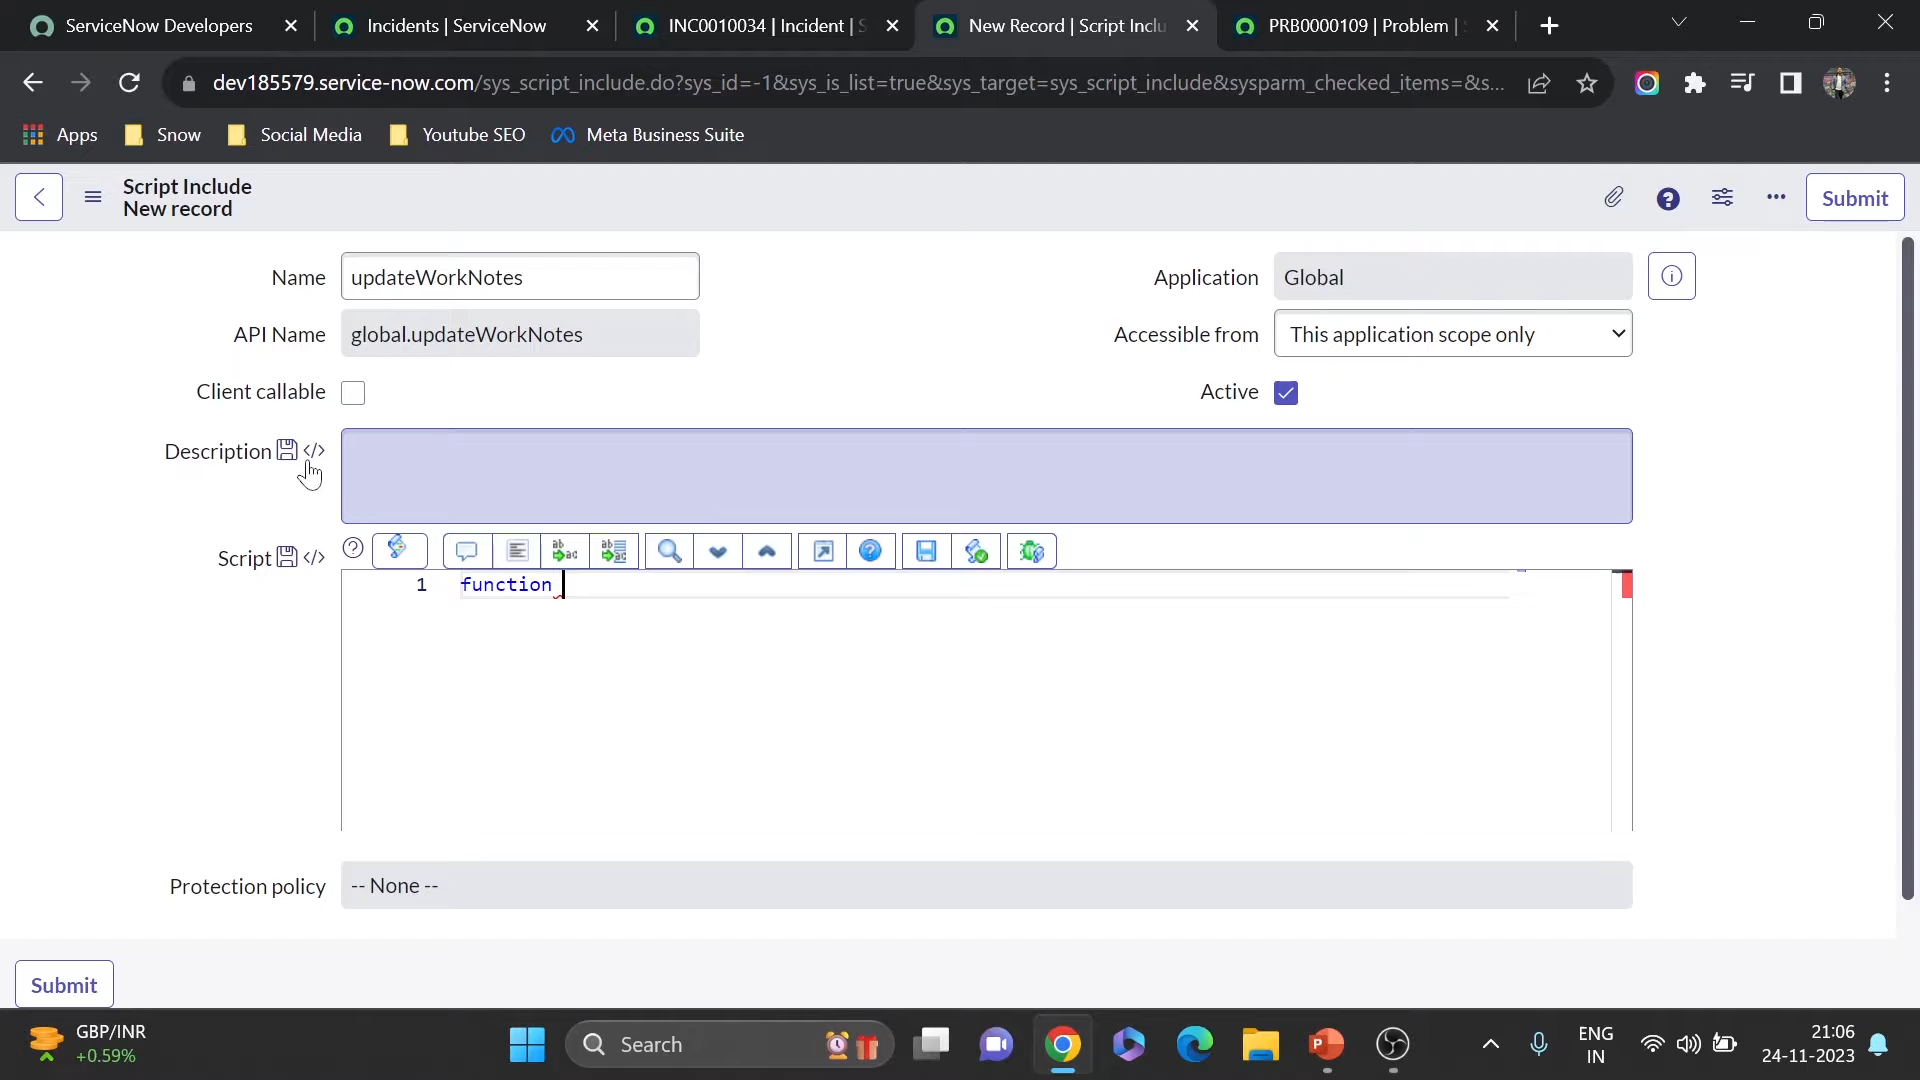 ServiceNow Developers
Incidents | ServiceNow
INC0010034 | Incident | S
New Record | Script Inclu
PRB0000109 | Problem |
dev185579.service-now.com/sys_script_include.do?sys_id=-1&sys_is_list=true&sys_target=sys_script_include&sysparm_checked_items=&s...
Apps
Snow
Social Media
Youtube SEO
Meta Business Suite
Script Include
New record
Submit
Name
updateWorkNotes
Application
Global
API Name
global.updateWorkNotes
Accessible from
This application scope only
Client callable
Active
Description
Script
1 function
Protection policy
-- None --
Submit
GBP/INR
+0.59%
Search
ENG
IN
21:06
24-11-2023